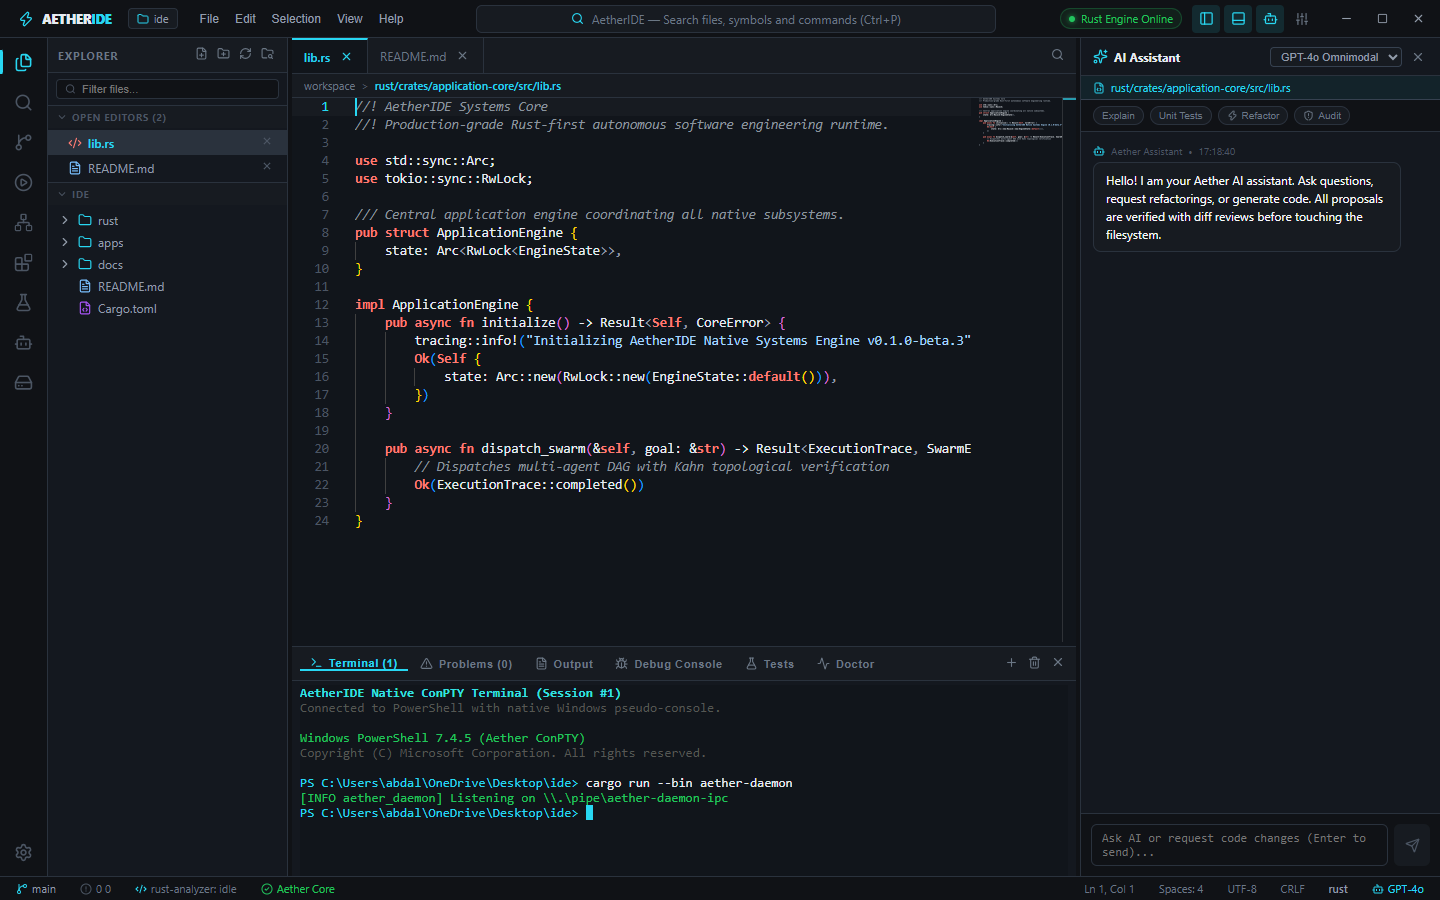 AETHERIDE
ide
File Edit Selection View Help
AetherIDE — Search files, symbols and commands (Ctrl+P)
Rust Engine Online
EXPLORER
Filter files...
OPEN EDITORS (2)
lib.rs
README.md
IDE
rust
apps
docs
README.md
Cargo.toml
lib.rs
README.md
workspace > rust/crates/application-core/src/lib.rs
1 //! AetherIDE Systems Core
2 //! Production-grade Rust-first autonomous software engineering runtime.
3
4 use std::sync::Arc;
5 use tokio::sync::RwLock;
6
7 /// Central application engine coordinating all native subsystems.
8 pub struct ApplicationEngine {
9 state: Arc<RwLock<EngineState>>,
10 }
11
12 impl ApplicationEngine {
13 pub async fn initialize() -> Result<Self, CoreError> {
14 tracing::info!("Initializing AetherIDE Native Systems Engine v0.1.0-beta.3"
15 Ok(Self {
16 state: Arc::new(RwLock::new(EngineState::default())),
17 })
18 }
19
20 pub async fn dispatch_swarm(&self, goal: &str) -> Result<ExecutionTrace, SwarmE
21 // Dispatches multi-agent DAG with Kahn topological verification
22 Ok(ExecutionTrace::completed())
23 }
24 }
Terminal (1) Problems (0) Output Debug Console Tests Doctor
AetherIDE Native ConPTY Terminal (Session #1)
Connected to PowerShell with native Windows pseudo-console.
Windows PowerShell 7.4.5 (Aether ConPTY)
Copyright (C) Microsoft Corporation. All rights reserved.
PS C:\Users\abdal\OneDrive\Desktop\ide> cargo run --bin aether-daemon
[INFO aether_daemon] Listening on \\.\pipe\aether-daemon-ipc
PS C:\Users\abdal\OneDrive\Desktop\ide>
AI Assistant
GPT-4o Omnimodal
rust/crates/application-core/src/lib.rs
Explain Unit Tests Refactor Audit
Aether Assistant • 17:18:40
Hello! I am your Aether AI assistant. Ask questions,
request refactorings, or generate code. All proposals
are verified with diff reviews before touching the
filesystem.
Ask AI or request code changes (Enter to
send)...
main 0 0 rust-analyzer: idle Aether Core
Ln 1, Col 1 Spaces: 4 UTF-8 CRLF rust GPT-4o